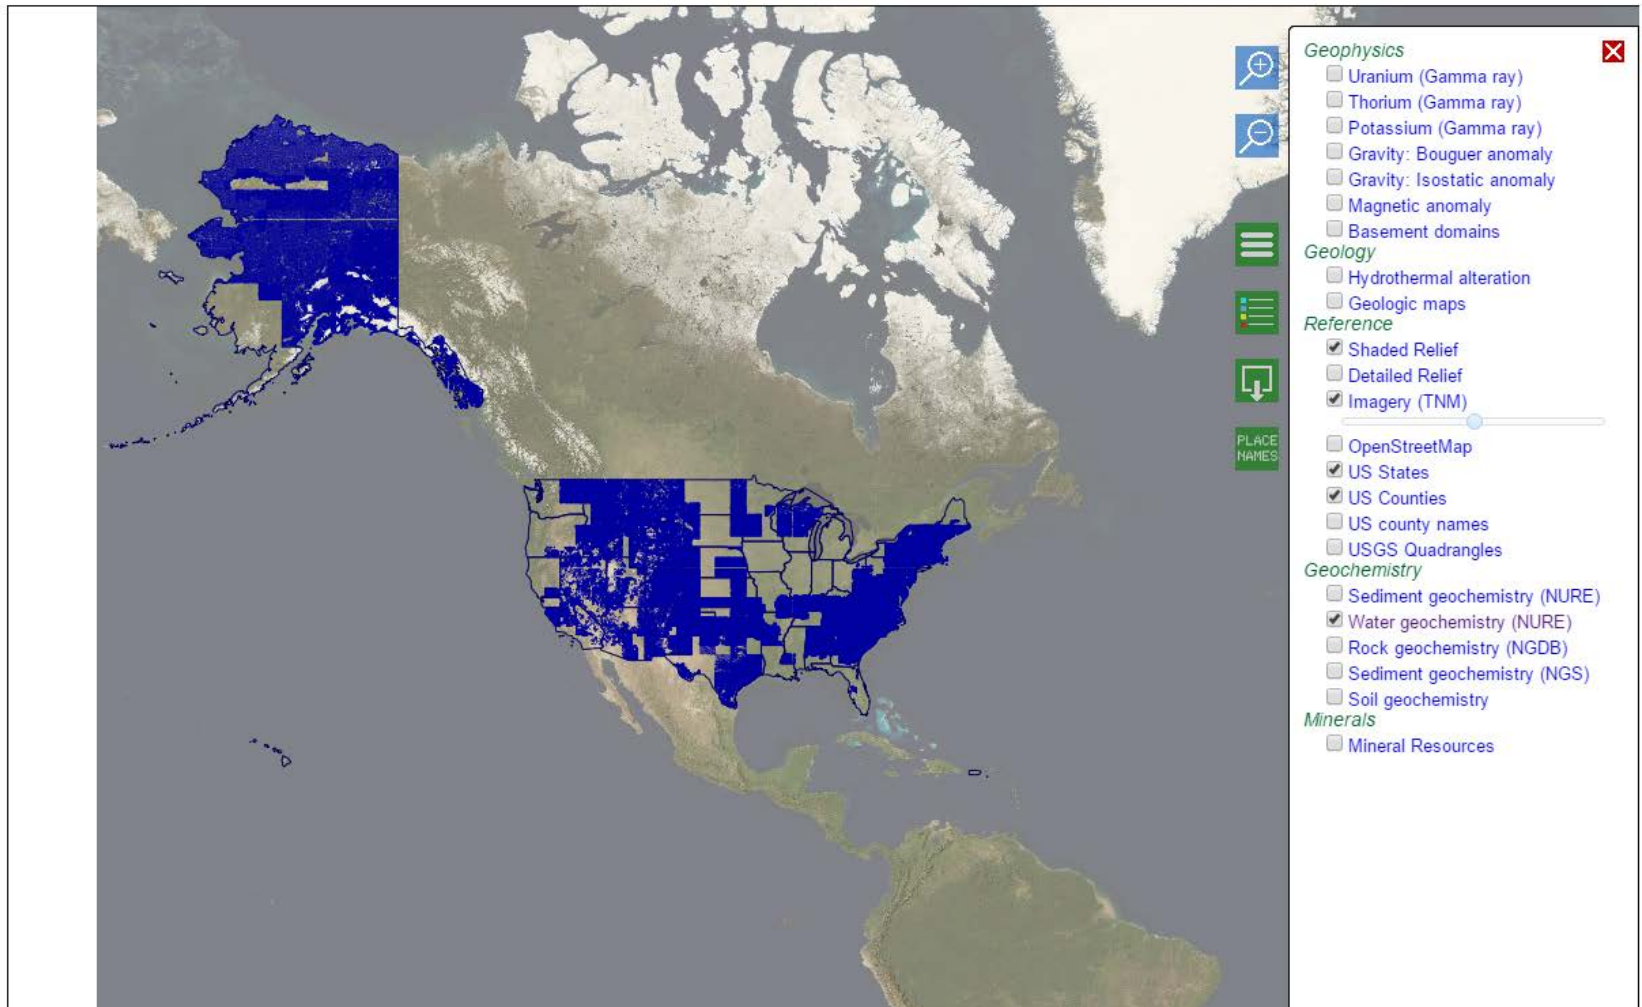 Geophysics
Uranium (Gamma ray)
Thorium (Gamma ray)
Potassium (Gamma ray)
Gravity: Bouguer anomaly
Gravity: Isostatic anomaly
Magnetic anomaly
Basement domains
Geology
Hydrothermal alteration
Geologic maps
Reference
Shaded Relief
Detailed Relief
Imagery (TNM)
OpenStreetMap
US States
US Counties
US county names
USGS Quadrangles
Geochemistry
Sediment geochemistry (NURE)
Water geochemistry (NURE)
Rock geochemistry (NGDB)
Sediment geochemistry (NGS)
Soil geochemistry
Minerals
Mineral Resources
PLACE
NAMES